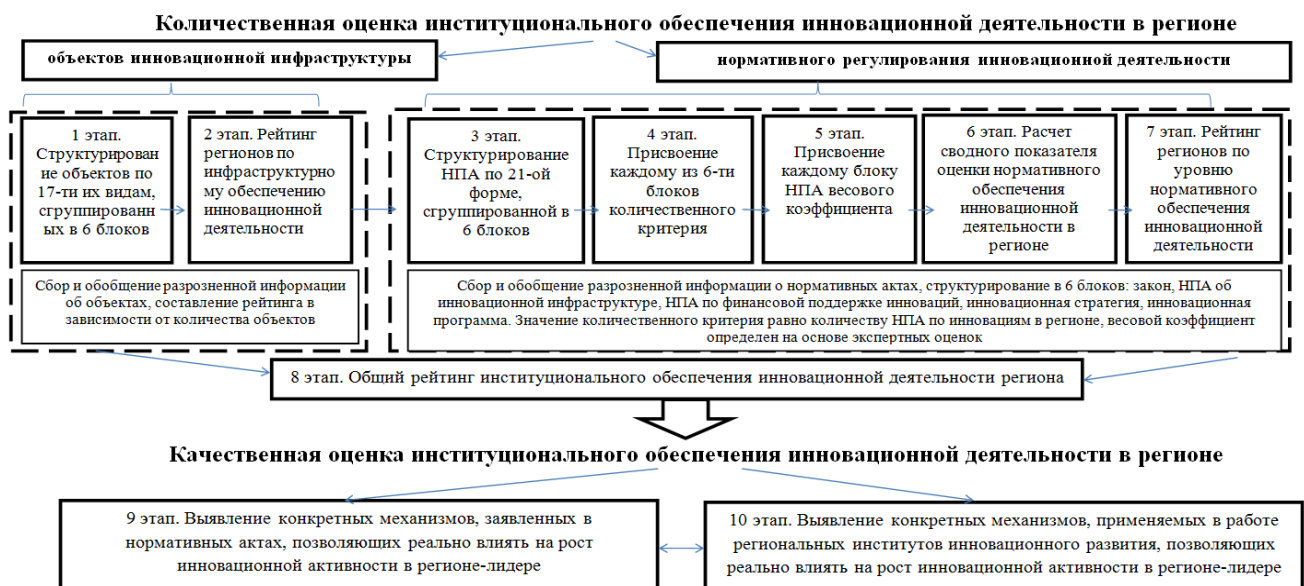 Количественная оценка институционального обеспечения инновационной деятельности в регионе
объектов инновационной инфраструктуры
нормативного регулирования инновационной деятельности
1 этап.
Структурирован
ие объектов по
17-ти их видам,
сгруппированн
ых в 6 блоков
2 этап. Рейтинг
регионов по
инфраструктурно
му обеспечению
инновационной
деятельности
3 этап.
Структурирование
НПА по 21-ой
форме,
сгруппированной в
6 блоков
4 этап.
Присвоение
каждому из 6-ти
блоков
количественного
критерия
5 этап.
Присвоение
каждому блоку
НПА весового
коэффициента
6 этап. Расчет
сводного показателя
оценки нормативного
обеспечения
инновационной
деятельности в
регионе
7 этап. Рейтинг
регионов по
уровню
нормативного
обеспечения
инновационной
деятельности
Сбор и обобщение разрозненной информации
об объектах, составление рейтинга в
зависимости от количества объектов
Сбор и обобщение разрозненной информации о нормативных актах, структурирование в 6 блоков: закон, НПА об
инновационной инфраструктуре, НПА по финансовой поддержке инноваций, инновационная стратегия, инновационная
программа. Значение количественного критерия равно количеству НПА по инновациям в регионе, весовой коэффициент
определен на основе экспертных оценок
8 этап. Общий рейтинг институционального обеспечения инновационной деятельности региона
Качественная оценка институционального обеспечения инновационной деятельности в регионе
9 этап. Выявление конкретных механизмов, заявленных в
нормативных актах, позволяющих реально влиять на рост
инновационной активности в регионе-лидере
10 этап. Выявление конкретных механизмов, применяемых в работе
региональных институтов инновационного развития, позволяющих
реально влиять на рост инновационной активности в регионе-лидере